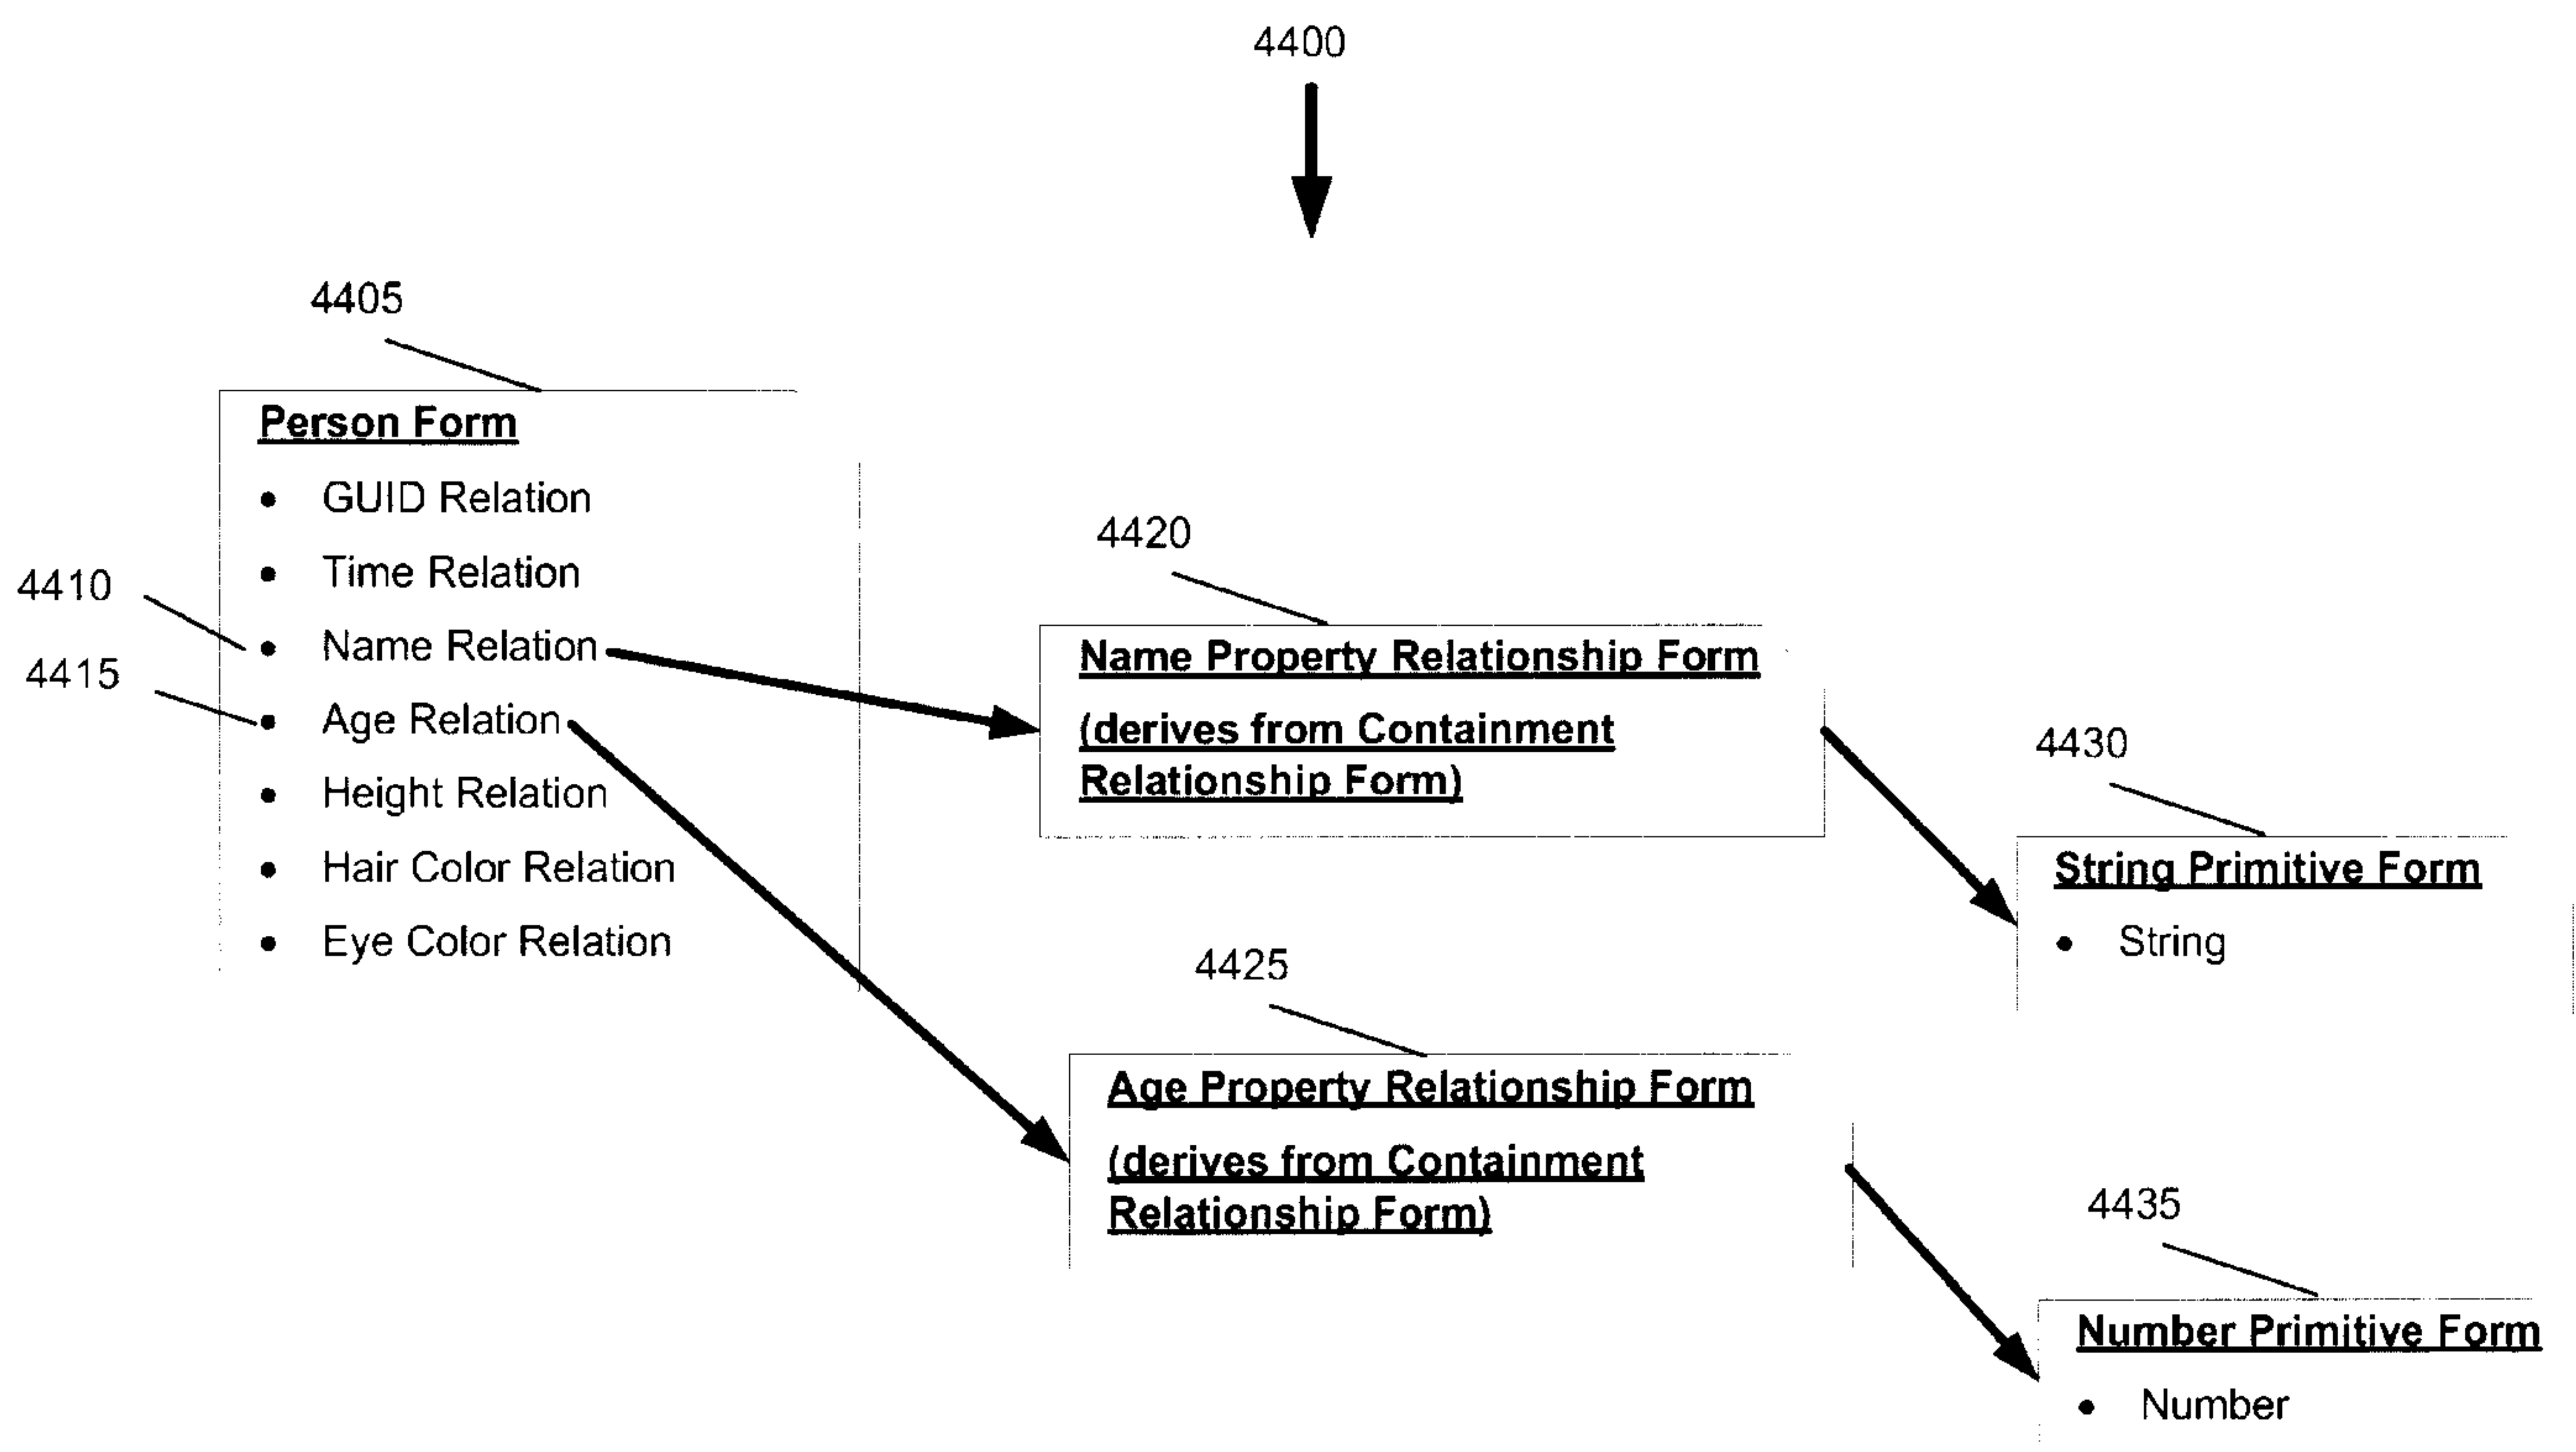 4400
4405
Person Form
• GUID Relation
• Time Relation
4410
• Name Relation
4415
• Age Relation
• Height Relation
• Hair Color Relation
• Eye Color Relation
4420
Name Property Relationship Form
(derives from Containment
Relationship Form)
4430
String Primitive Form
• String
4425
Age Property Relationship Form
(derives from Containment
Relationship Form)
4435
Number Primitive Form
• Number